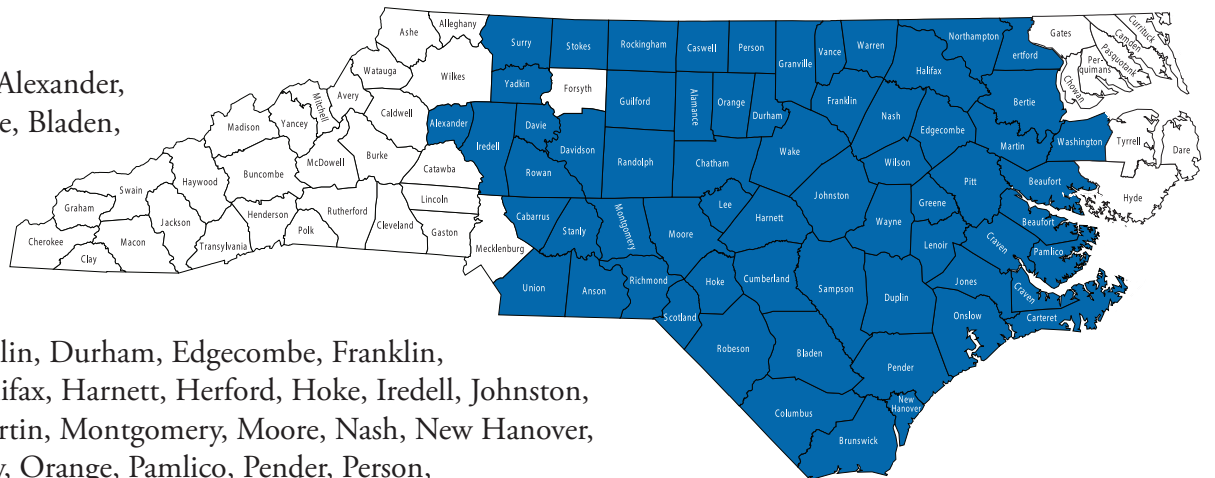 Alexander,
e, Bladen,
lin, Durham, Edgecombe, Franklin,
ifax, Harnett, Herford, Hoke, Iredell, Johnston,
rtin, Montgomery, Moore, Nash, New Hanover,
y, Orange, Pamlico, Pender, Person,
Ashe
Alleghany
Surry
Stokes
Rockingham
Caswell
Person
Granville
Vance
Warren
Northampton
ertford
Gates
Currituck
Camden
Pasquotank
Per-
quimans
Chowan
Halifax
Watauga
Wilkes
Yadkin
Forsyth
Guilford
Alamance
Orange
Durham
Franklin
Nash
Edgecombe
Bertie
Martin
Washington
Tyrrell
Dare
Madison
Yancey
Mitchell
Avery
Caldwell
Alexander
Iredell
Davie
Davidson
Randolph
Chatham
Wake
Wilson
Pitt
Beaufort
Hyde
Swain
Haywood
Buncombe
McDowell
Burke
Catawba
Rowan
Lincoln
Graham
Jackson
Henderson
Rutherford
Cleveland
Gaston
Polk
Cherokee
Clay
Macon
Transylvania
Mecklenburg
Cabarrus
Stanly
Montgomery
Moore
Lee
Harnett
Johnston
Wayne
Greene
Lenoir
Craven
Beaufort
Pamlico
Union
Anson
Richmond
Scotland
Hoke
Cumberland
Sampson
Duplin
Jones
Craven
Carteret
Onslow
Robeson
Bladen
Pender
Columbus
New
Hanover
Brunswick